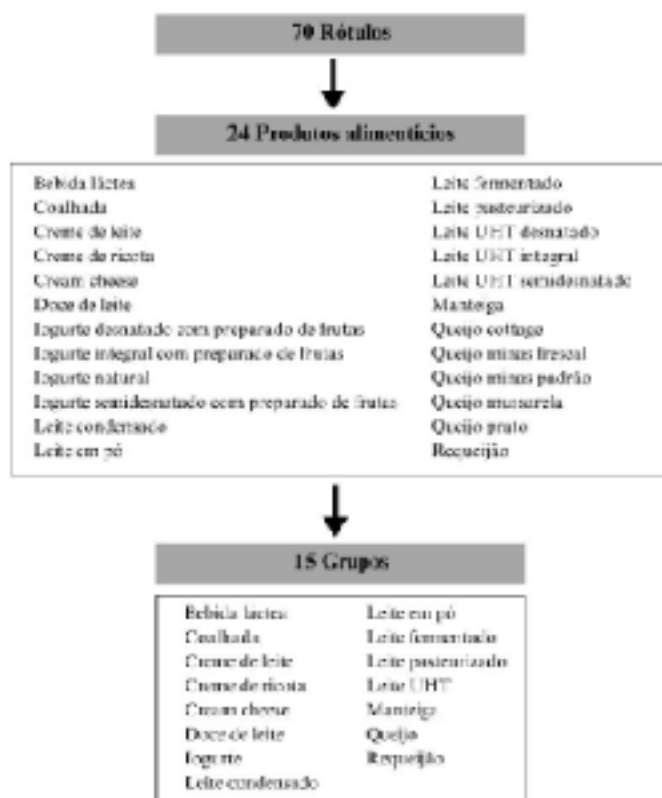 70 Rótulos
24 Produtos alimentícios
Bebida láctea
Coalhada
Creme de leite
Creme de ricota
Cream cheese
Doce de leite
Iogurte desnatado com preparado de frutas
Iogurte integral com preparado de frutas
Iogurte natural
Iogurte semidesnatado com preparado de frutas
Leite condensado
Leite em pó
Leite fermentado
Leite pasteurizado
Leite UHT desnatado
Leite UHT integral
Leite UHT semidesnatado
Manteiga
Queijo cottage
Queijo minas frescal
Queijo minas padrão
Queijo mussarela
Queijo prato
Requeijão
15 Grupos
Bebida láctea
Coalhada
Creme de leite
Creme de ricota
Cream cheese
Doce de leite
Iogurte
Leite condensado
Leite em pó
Leite fermentado
Leite pasteurizado
Leite UHT
Manteiga
Queijo
Requeijão